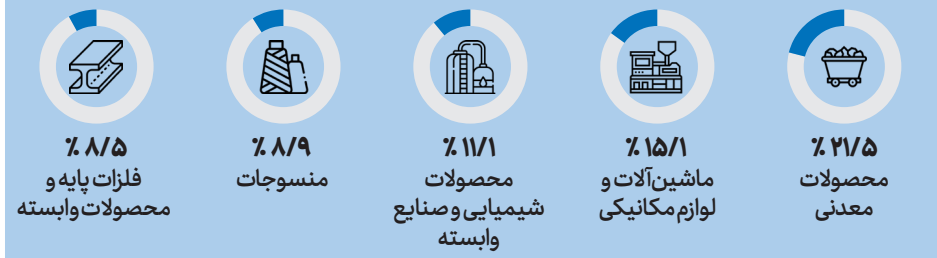 ٪ ۲۱/۵
محصولات
معدنی
٪ ۱۵/۱
ماشین‌آلات و
لوازم مکانیکی
٪ ۱۱/۱
محصولات
شیمیایی و صنایع
وابسته
٪ ۸/۹
منسوجات
٪ ۸/۵
فلزات پایه و
محصولات وابسته